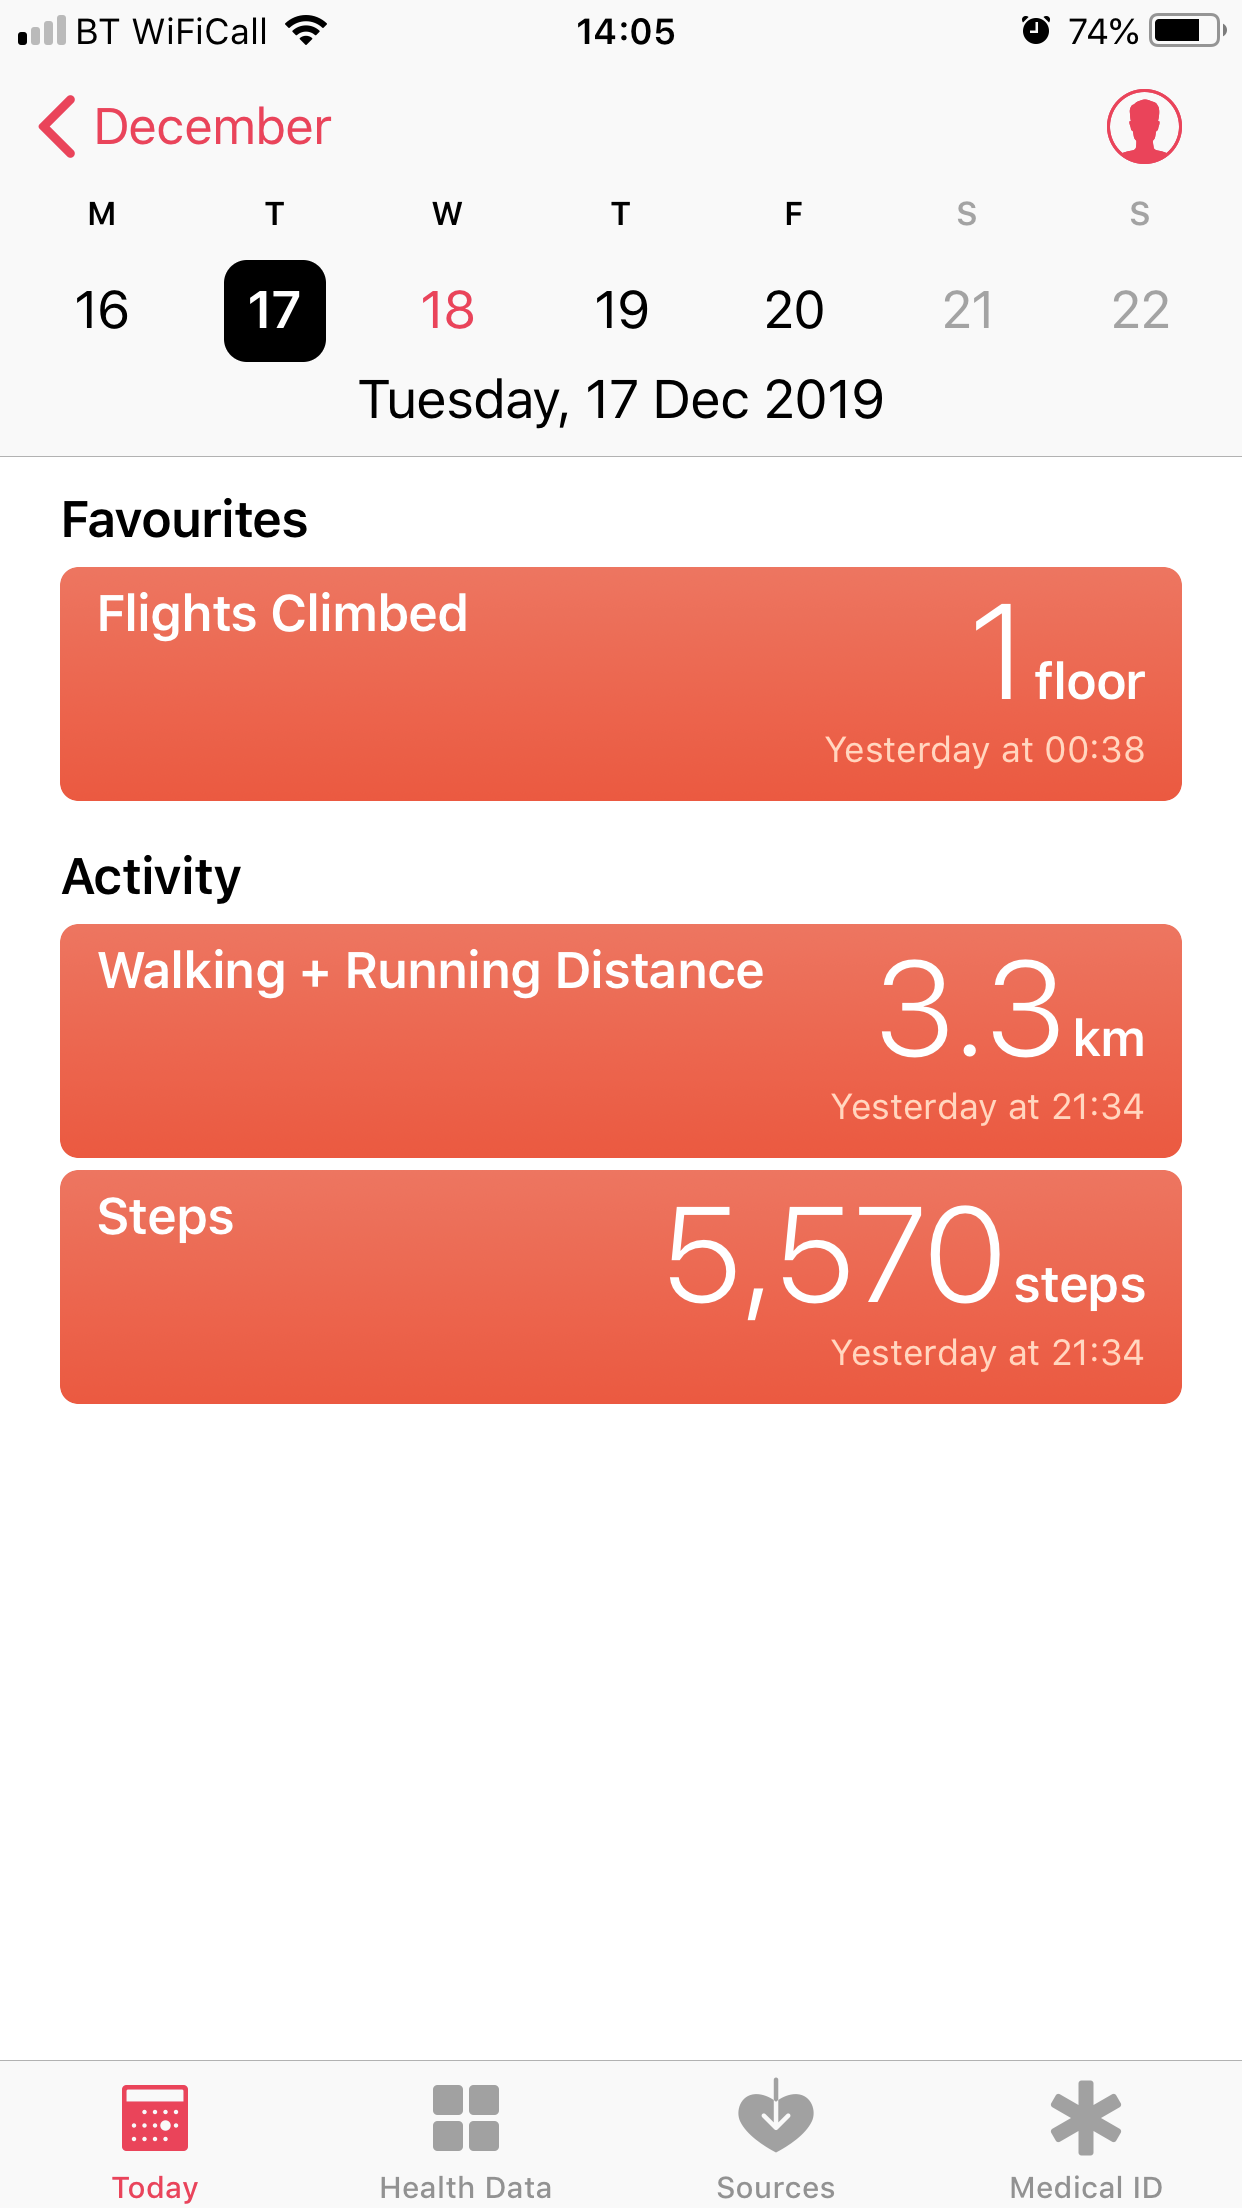 BT WiFiCall 14:05 74%
December
M T W T F S S
16 17 18 19 20 21 22
Tuesday, 17 Dec 2019
Favourites
Flights Climbed 1 floor
Yesterday at 00:38
Activity
Walking + Running Distance 3.3 km
Yesterday at 21:34
Steps 5,570 steps
Yesterday at 21:34
Today Health Data Sources Medical ID